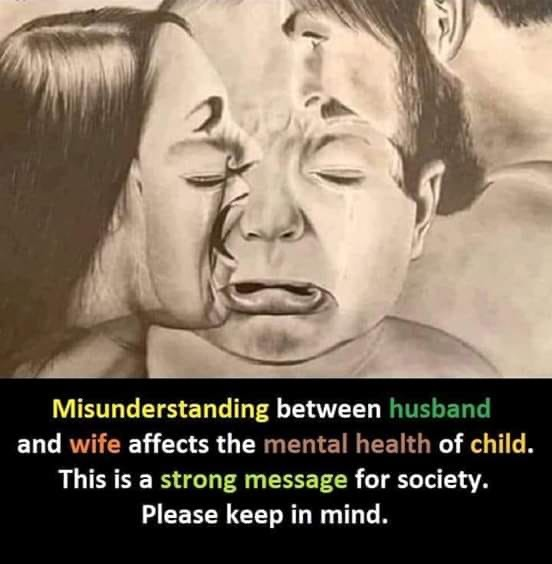 Misunderstanding between husband
and wife affects the mental health of child.
This is a strong message for society.
Please keep in mind.